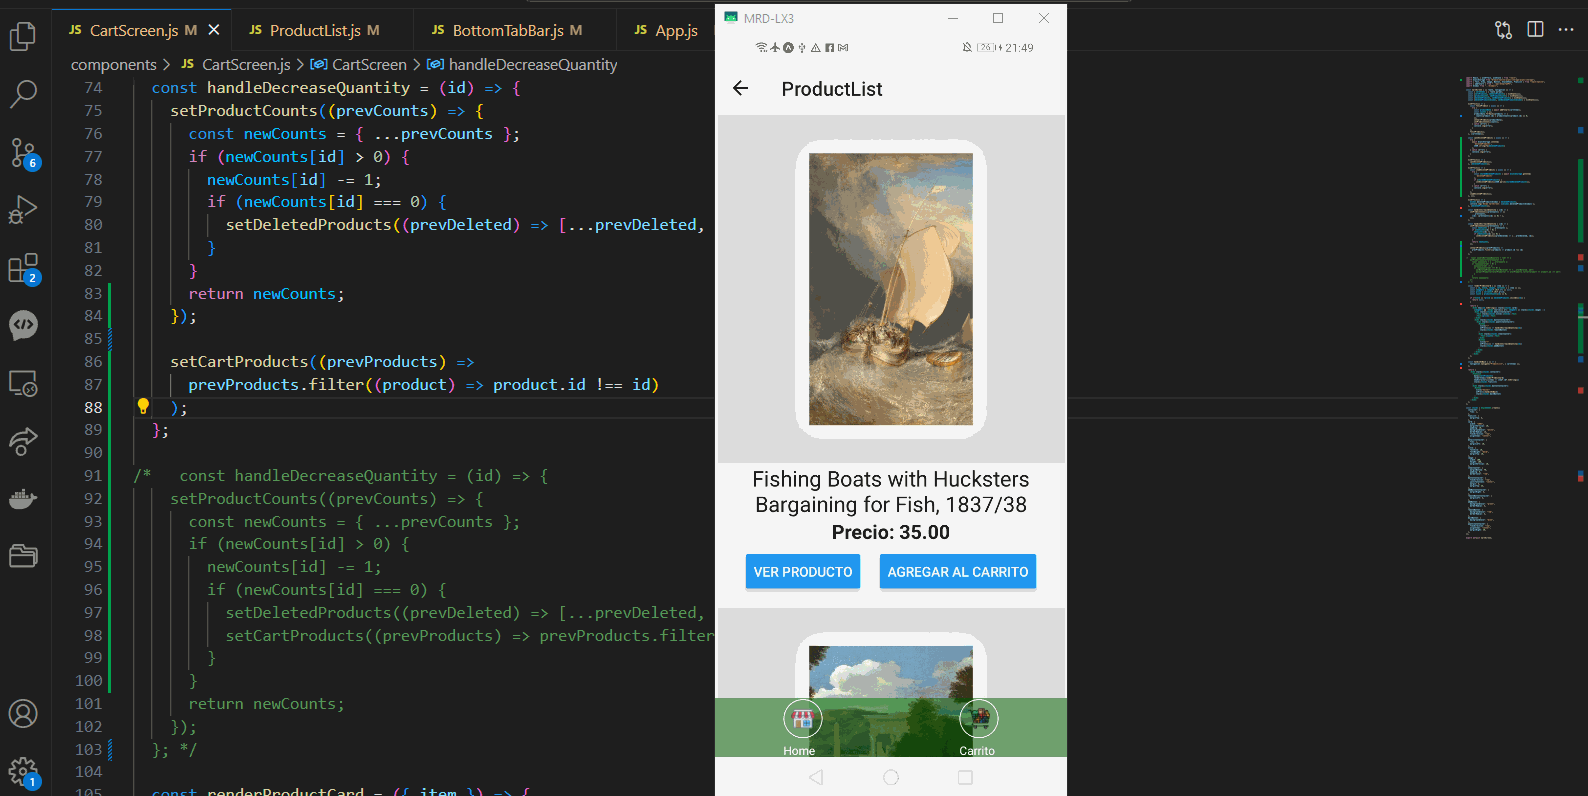 JS CartScreen.js M ×
JS ProductList.js M
JS BottomTabBar.js M
JS App.js
components > JS CartScreen.js > CartScreen > handleDecreaseQuantity
74 const handleDecreaseQuantity = (id) => {
75 setProductCounts((prevCounts) => {
76 const newCounts = { ...prevCounts };
77 if (newCounts[id] > 0) {
78 newCounts[id] -= 1;
79 if (newCounts[id] === 0) {
80 setDeletedProducts((prevDeleted) => [...prevDeleted,
81 }
82 }
83 return newCounts;
84 });
85
86 setCartProducts((prevProducts) =>
87 prevProducts.filter((product) => product.id !== id)
88 );
89 };
90
91 /* const handleDecreaseQuantity = (id) => {
92 setProductCounts((prevCounts) => {
93 const newCounts = { ...prevCounts };
94 if (newCounts[id] > 0) {
95 newCounts[id] -= 1;
96 if (newCounts[id] === 0) {
97 setDeletedProducts((prevDeleted) => [...prevDeleted,
98 setCartProducts((prevProducts) => prevProducts.filter
99 }
100 }
101 return newCounts;
102 });
103 }; */
104
105 const renderProductCard = ({ item }) => {
6
2
1
MRD-LX3
26 21:49
ProductList
Fishing Boats with Hucksters
Bargaining for Fish, 1837/38
Precio: 35.00
VER PRODUCTO
AGREGAR AL CARRITO
Home
Carrito